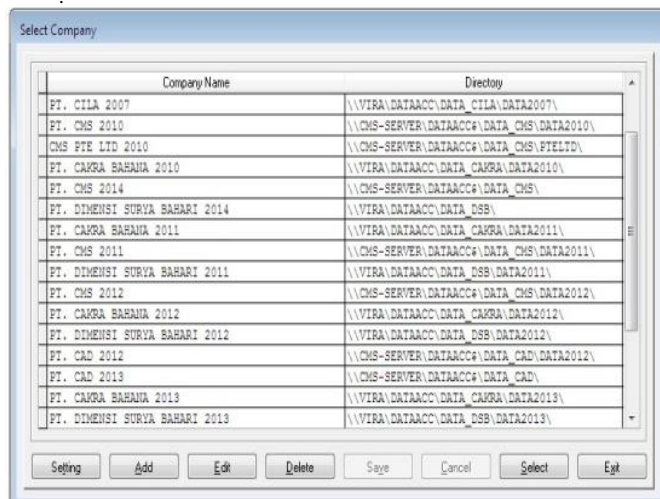 Select Company
Company Name Directory
PT. CILA 2007 \\VIRA\DATAACC\DATA_CILA\DATA2007\
PT. CMS 2010 \\CMS-SERVER\DATAACC$\DATA_CMS\DATA2010\
CMS PTE LTD 2010 \\CMS-SERVER\DATAACC$\DATA_CMS\PTELTD\
PT. CAKRA BAHANA 2010 \\VIRA\DATAACC\DATA_CAKRA\DATA2010\
PT. CMS 2014 \\CMS-SERVER\DATAACC$\DATA_CMS\
PT. DIMENSI SURYA BAHARI 2014 \\VIRA\DATAACC\DATA_DSB\
PT. CAKRA BAHANA 2011 \\VIRA\DATAACC\DATA_CAKRA\DATA2011\
PT. CMS 2011 \\CMS-SERVER\DATAACC$\DATA_CMS\DATA2011\
PT. DIMENSI SURYA BAHARI 2011 \\VIRA\DATAACC\DATA_DSB\DATA2011\
PT. CMS 2012 \\CMS-SERVER\DATAACC$\DATA_CMS\DATA2012\
PT. CAKRA BAHANA 2012 \\VIRA\DATAACC\DATA_CAKRA\DATA2012\
PT. DIMENSI SURYA BAHARI 2012 \\VIRA\DATAACC\DATA_DSB\DATA2012\
PT. CAD 2012 \\CMS-SERVER\DATAACC$\DATA_CAD\DATA2012\
PT. CAD 2013 \\CMS-SERVER\DATAACC$\DATA_CAD\
PT. CAKRA BAHANA 2013 \\VIRA\DATAACC\DATA_CAKRA\DATA2013\
PT. DIMENSI SURYA BAHARI 2013 \\VIRA\DATAACC\DATA_DSB\DATA2013\
Setting Add Edit Delete Save Cancel Select Exit